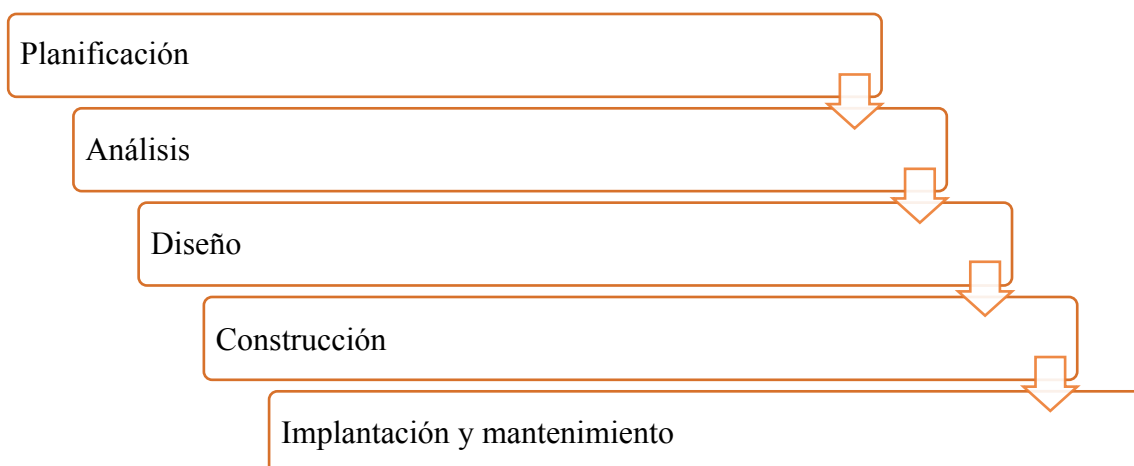 Planificación
Análisis
Diseño
Construcción
Implantación y mantenimiento